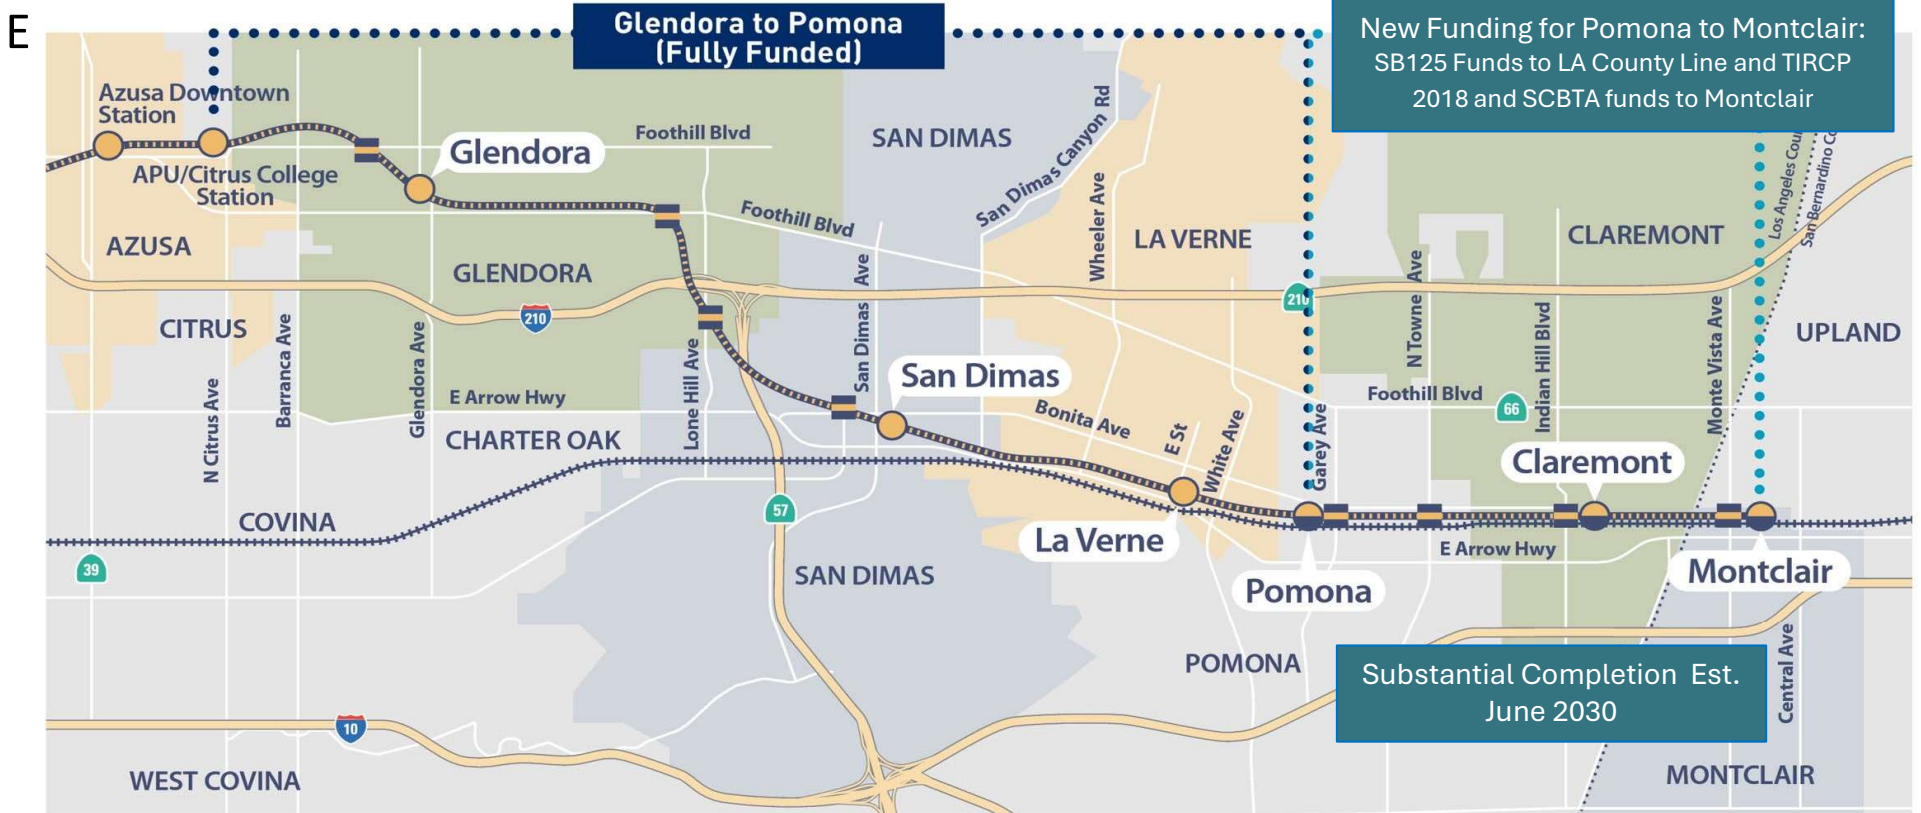 E
Glendora to Pomona
(Fully Funded)
New Funding for Pomona to Montclair:
SB125 Funds to LA County Line and TIRCP
2018 and SCBTA funds to Montclair
Azusa Downtown
Station
APU/Citrus College
Station
Glendora
Foothill Blvd
SAN DIMAS
San Dimas Canyon Rd
Wheeler Ave
LA VERNE
CLAREMONT
Los Angeles Cou
San Bernardino Co
AZUSA
GLENDORA
Foothill Blvd
San Dimas Ave
210
210
N Towne Ave
CITRUS
Barranca Ave
Glendora Ave
N Citrus Ave
Lone Hill Ave
Indian Hill Blvd
Monte Vista Ave
UPLAND
San Dimas
E Arrow Hwy
CHARTER OAK
Bonita Ave
E St
White Ave
Garey Ave
Foothill Blvd
66
Claremont
COVINA
57
La Verne
E Arrow Hwy
39
SAN DIMAS
Pomona
Montclair
POMONA
Substantial Completion Est.
June 2030
Central Ave
10
WEST COVINA
MONTCLAIR